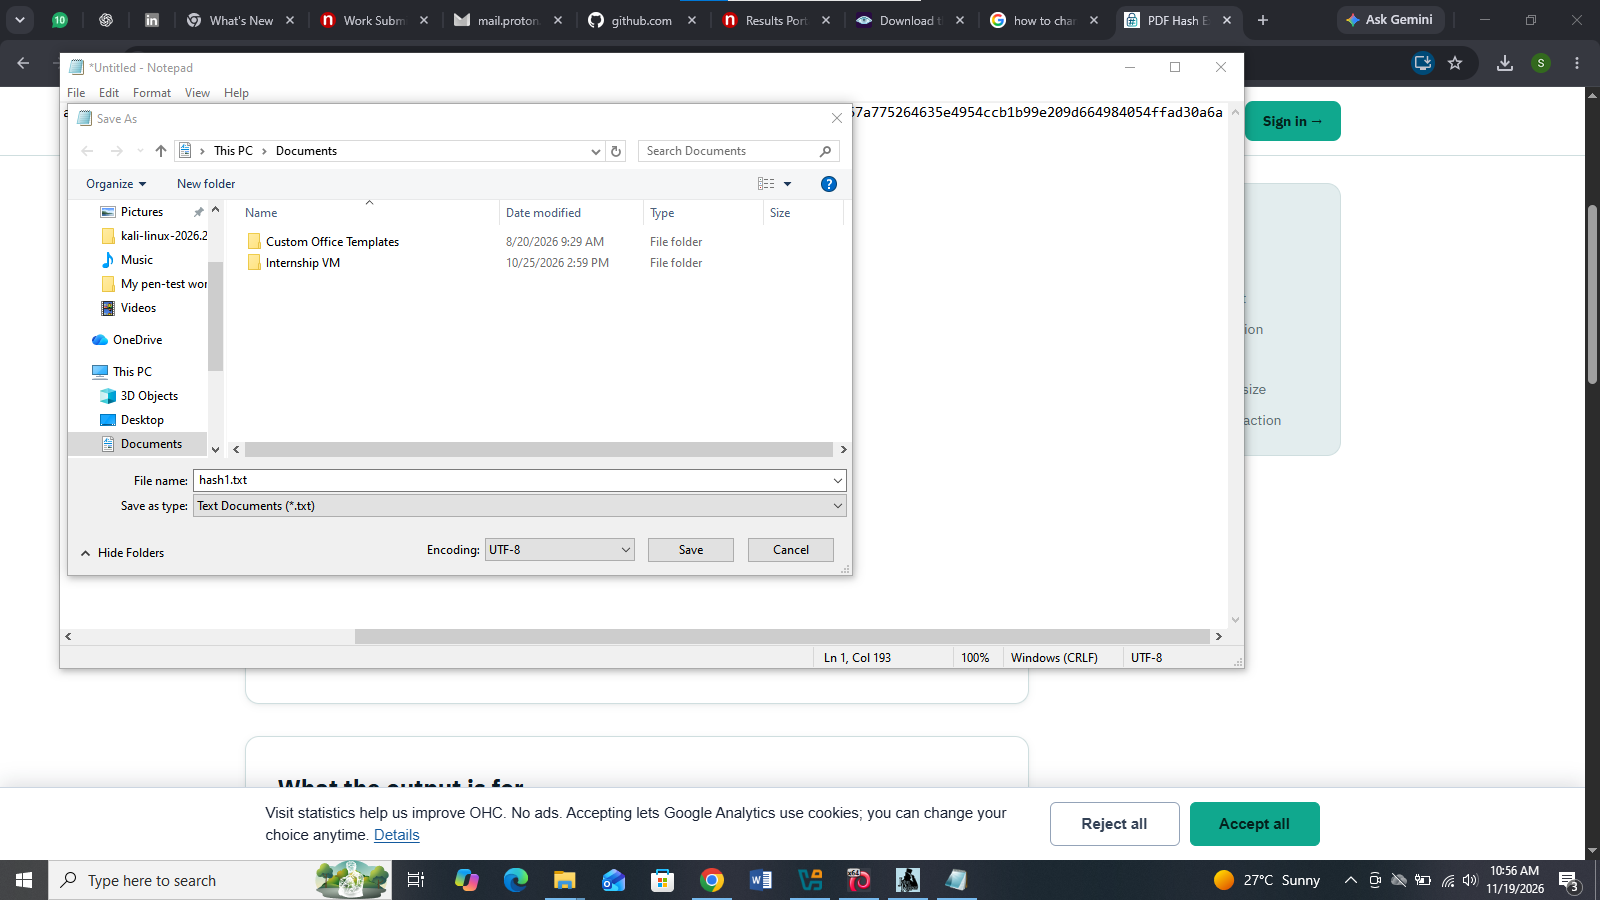 10
What's New
Work Subm
mail.proton.
github.com
Results Port
Download t
how to char
PDF Hash E
Ask Gemini
S
*Untitled - Notepad
File Edit Format View Help
67a775264635e4954ccb1b99e209d664984054ffad30a6a
Sign in →
Save As
This PC > Documents
Search Documents
Organize
New folder
Pictures
kali-linux-2026.2
Music
My pen-test wor
Videos
OneDrive
This PC
3D Objects
Desktop
Documents
Name Date modified Type Size
Custom Office Templates 8/20/2026 9:29 AM File folder
Internship VM 10/25/2026 2:59 PM File folder
ion
size
action
File name: hash1.txt
Save as type: Text Documents (*.txt)
Hide Folders
Encoding: UTF-8
Save
Cancel
Ln 1, Col 193 100% Windows (CRLF) UTF-8
What the output is for
Visit statistics help us improve OHC. No ads. Accepting lets Google Analytics use cookies; you can change your
choice anytime. Details
Reject all
Accept all
Type here to search
27°C Sunny
10:56 AM
11/19/2026
3